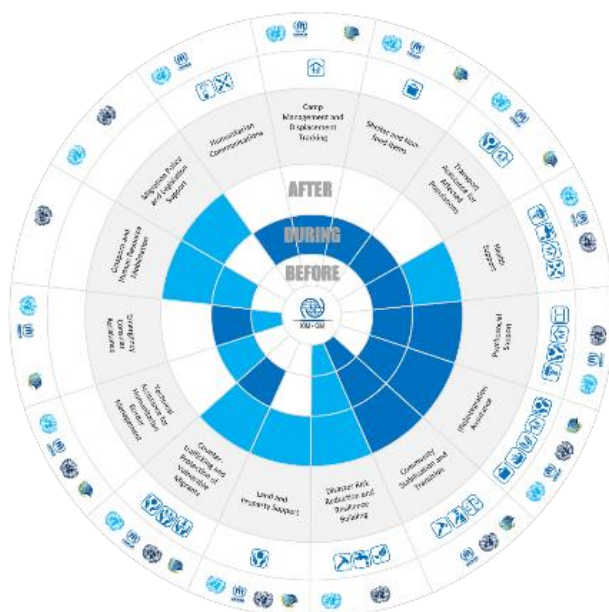 Camp
Management and
Displacement
Tracking
Shelter and Non-
food Items
Transport
Assistance for
Affected
Populations
Health
Support
Psychosocial
Support
(Re)Integration
Assistance
Community
Stabilization and
Transition
Disaster Risk
Reduction and
Resilience
Building
Land and
Property Support
Counter-
trafficking and
Protection of
Vulnerable
Migrants
Technical
Assistance for
Humanitarian
Border
Management
Emergency
Consular
Assistance
Diaspora and
Human Resource
Mobilization
Migration Policy
and Legislation
Support
Humanitarian
Communications
AFTER
DURING
BEFORE
IOM • OIM